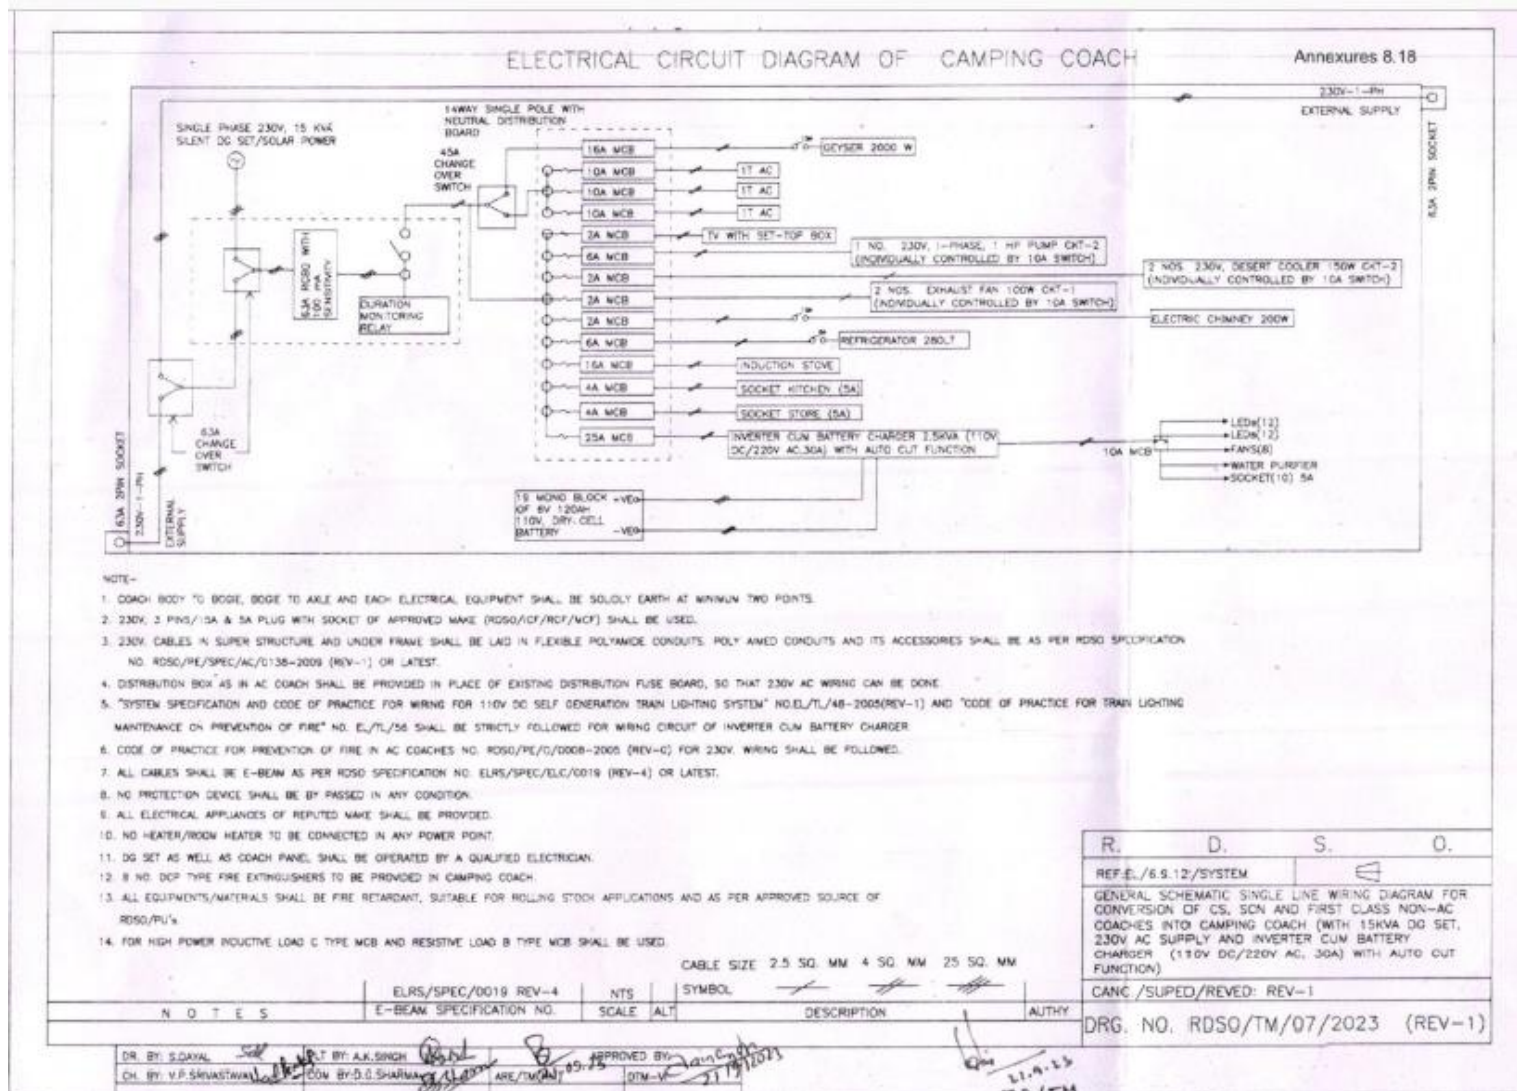 ELECTRICAL CIRCUIT DIAGRAM OF CAMPING COACH
Annexures 8.18
230V-1-PH
EXTERNAL SUPPLY
63A 2PIN SOCKET
SINGLE PHASE 230V, 15 KVA
SILENT DG SET/SOLAR POWER
14WAY SINGLE POLE WITH
NEUTRAL DISTRIBUTION
BOARD
45A
CHANGE
OVER
SWITCH
63A RCBO WITH
100 mA
SENSITIVITY
DURATION
MONITORING
RELAY
63A
CHANGE
OVER
SWITCH
63A 2PIN SOCKET
230V-1-PH
EXTERNAL
SUPPLY
16A MCB
GEYSER 2000 W
10A MCB
1T AC
10A MCB
1T AC
10A MCB
1T AC
2A MCB
TV WITH SET-TOP BOX
6A MCB
1 NO. 230V, 1-PHASE, 1 HP PUMP CKT-2
(INDIVIDUALLY CONTROLLED BY 10A SWITCH)
2A MCB
2 NOS. 230V, DESERT COOLER 150W CKT-2
(INDIVIDUALLY CONTROLLED BY 10A SWITCH)
2A MCB
2 NOS. EXHAUST FAN 100W CKT-1
(INDIVIDUALLY CONTROLLED BY 10A SWITCH)
2A MCB
ELECTRIC CHIMNEY 200W
6A MCB
REFRIGERATOR 280LT
16A MCB
INDUCTION STOVE
4A MCB
SOCKET KITCHEN (5A)
4A MCB
SOCKET STORE (5A)
25A MCB
INVERTER CUM BATTERY CHARGER 2.5KVA (110V
DC/220V AC,30A) WITH AUTO CUT FUNCTION
10A MCB
LEDs(12)
LEDs(12)
FANS(8)
WATER PURIFIER
SOCKET(10) 5A
19 MONO BLOCK
OF 6V 120AH
110V, DRY-CELL
BATTERY
+VE
-VE
NOTE-
1. COACH BODY TO BOGIE, BOGIE TO AXLE AND EACH ELECTRICAL EQUIPMENT SHALL BE SOLIDLY EARTH AT MINIMUM TWO POINTS.
2. 230V, 3 PINS/15A & 5A PLUG WITH SOCKET OF APPROVED MAKE (RDSO/ICF/RCF/MCF) SHALL BE USED.
3. 230V. CABLES IN SUPER STRUCTURE AND UNDER FRAME SHALL BE LAID IN FLEXIBLE POLYAMIDE CONDUITS. POLY AIMED CONDUITS AND ITS ACCESSORIES SHALL BE AS PER RDSO SPECIFICATION
NO. RDSO/PE/SPEC/AC/0138-2009 (REV-1) OR LATEST.
4. DISTRIBUTION BOX AS IN AC COACH SHALL BE PROVIDED IN PLACE OF EXISTING DISTRIBUTION FUSE BOARD, SO THAT 230V AC WIRING CAN BE DONE.
5. "SYSTEM SPECIFICATION AND CODE OF PRACTICE FOR WIRING FOR 110V DC SELF GENERATION TRAIN LIGHTING SYSTEM" NO.EL/TL/48-2005(REV-1) AND "CODE OF PRACTICE FOR TRAIN LIGHTING
MAINTENANCE ON PREVENTION OF FIRE" NO. EL/TL/56 SHALL BE STRICTLY FOLLOWED FOR WIRING CIRCUIT OF INVERTER CUM BATTERY CHARGER.
6. CODE OF PRACTICE FOR PREVENTION OF FIRE IN AC COACHES NO. RDSO/PE/G/0008-2005 (REV-0) FOR 230V. WIRING SHALL BE FOLLOWED.
7. ALL CABLES SHALL BE E-BEAM AS PER RDSO SPECIFICATION NO. ELRS/SPEC/ELC/0019 (REV-4) OR LATEST.
8. NO PROTECTION DEVICE SHALL BE BY PASSED IN ANY CONDITION.
9. ALL ELECTRICAL APPLIANCES OF REPUTED MAKE SHALL BE PROVIDED.
10. NO HEATER/ROOM HEATER TO BE CONNECTED IN ANY POWER POINT.
11. DG SET AS WELL AS COACH PANEL SHALL BE OPERATED BY A QUALIFIED ELECTRICIAN.
12. 8 NO. DCP TYPE FIRE EXTINGUISHERS TO BE PROVIDED IN CAMPING COACH.
13. ALL EQUIPMENTS/MATERIALS SHALL BE FIRE RETARDANT, SUITABLE FOR ROLLING STOCK APPLICATIONS AND AS PER APPROVED SOURCE OF
RDSO/PU's.
14. FOR HIGH POWER INDUCTIVE LOAD C TYPE MCB AND RESISTIVE LOAD B TYPE MCB SHALL BE USED.
CABLE SIZE 2.5 SQ. MM 4 SQ. MM 25 SQ. MM
SYMBOL
ELRS/SPEC/0019 REV-4
NTS
N O T E S
E-BEAM SPECIFICATION NO.
SCALE
ALT
DESCRIPTION
AUTHY
R. D. S. O.
REF:EL/6.9.12/SYSTEM
GENERAL SCHEMATIC SINGLE LINE WIRING DIAGRAM FOR
CONVERSION OF CS, SCN AND FIRST CLASS NON-AC
COACHES INTO CAMPING COACH (WITH 15KVA DG SET,
230V AC SUPPLY AND INVERTER CUM BATTERY
CHARGER (110V DC/220V AC, 30A) WITH AUTO CUT
FUNCTION)
CANC./SUPED/REVED: REV-1
DRG. NO. RDSO/TM/07/2023 (REV-1)
DR. BY: S.DAYAL
PLT BY: A.K.SINGH
APPROVED BY:
CH. BY: V.P.SRIVASTAVA
COM BY:D.G.SHARMA
21.9.23